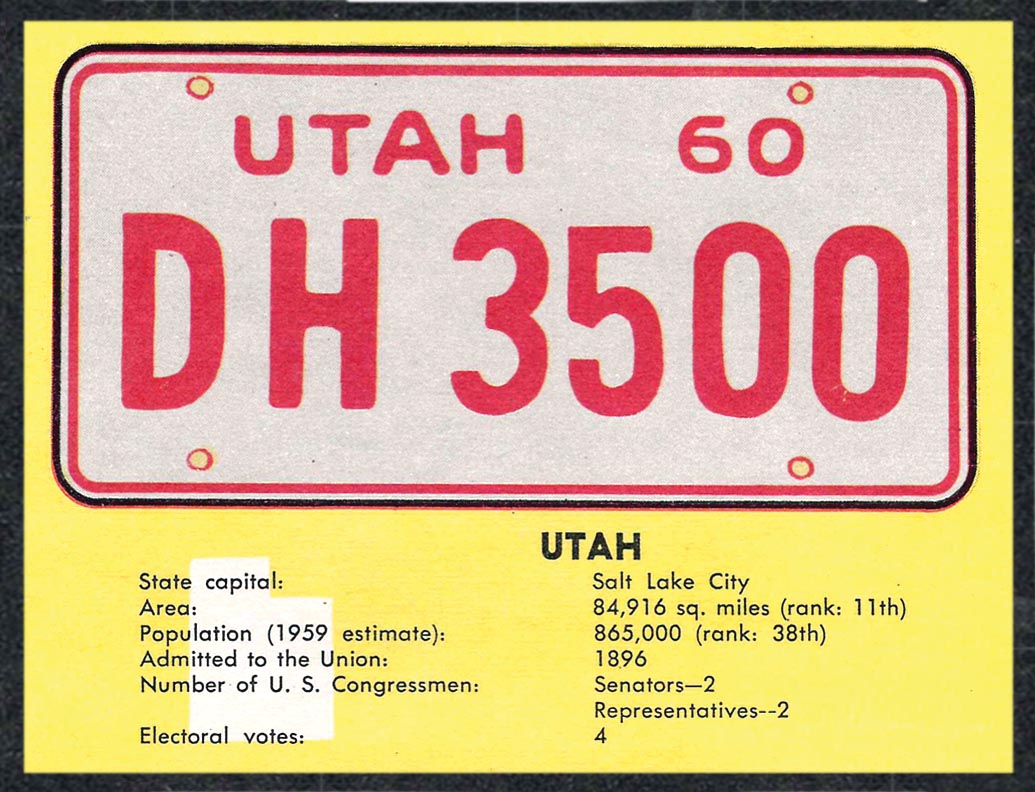 UTAH 60
DH 3500
UTAH
State capital: Salt Lake City
Area: 84,916 sq. miles (rank: 11th)
Population (1959 estimate): 865,000 (rank: 38th)
Admitted to the Union: 1896
Number of U. S. Congressmen: Senators—2
Representatives--2
Electoral votes: 4